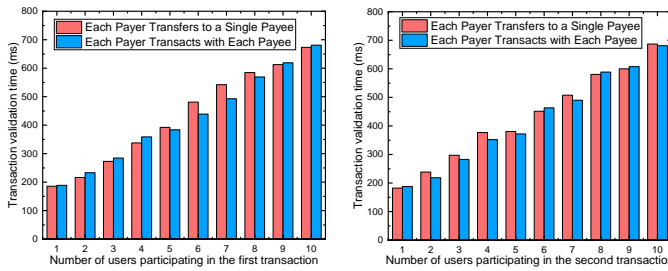 800
700
600
500
400
300
200
100
0
Transaction validation time (ms)
Each Payer Transfers to a Single Payee
Each Payer Transacts with Each Payee
1 2 3 4 5 6 7 8 9 10
Number of users participating in the first transaction
800
700
600
500
400
300
200
100
0
Transaction validation time (ms)
Each Payer Transfers to a Single Payee
Each Payer Transacts with Each Payee
1 2 3 4 5 6 7 8 9 10
Number of users participating in the second transactio